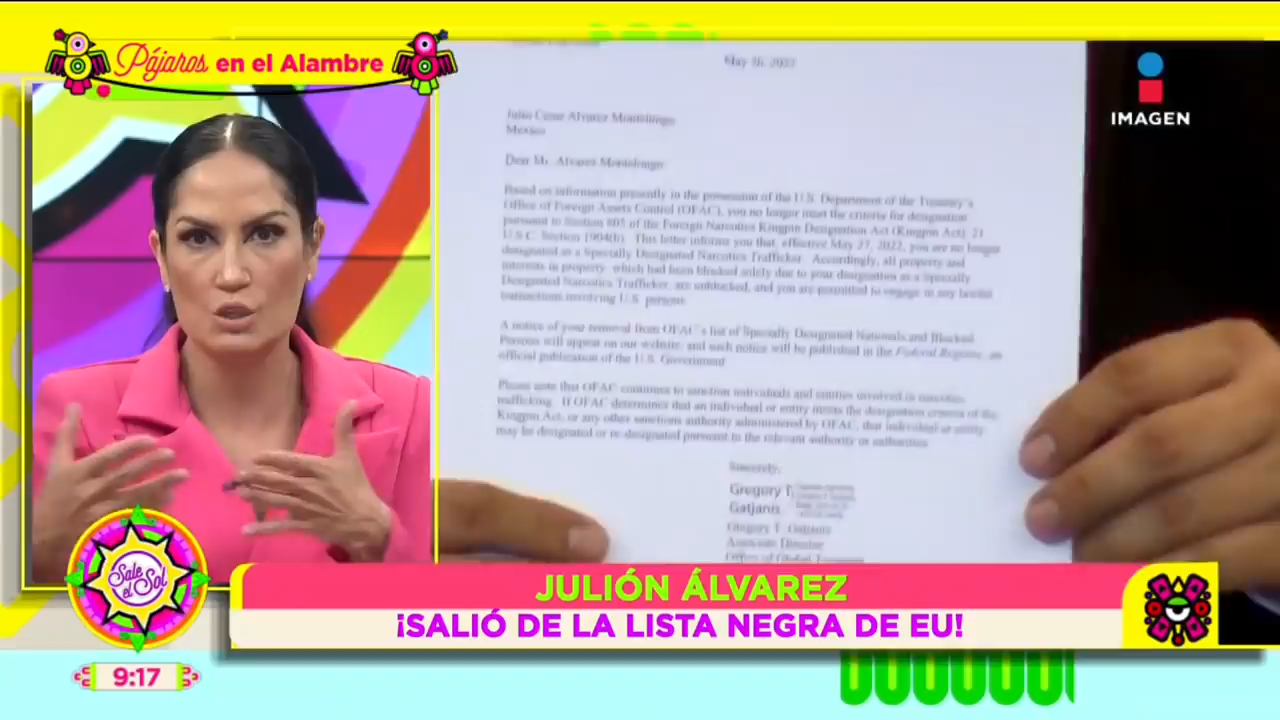 Pájaros en el Alambre
IMAGEN
May 26, 2022
Julio Cesar Alvarez Montelongo
Mexico
Dear Mr. Alvarez Montelongo:
Based on information presently in the possession of the U.S. Department of the Treasury's
Office of Foreign Assets Control (OFAC), you no longer meet the criteria for designation
pursuant to Section 805 of the Foreign Narcotics Kingpin Designation Act (Kingpin Act), 21
U.S.C. Section 1904(b). This letter informs you that, effective May 27, 2022, you are no longer
designated as a Specially Designated Narcotics Trafficker. Accordingly, all property and
interests in property, which had been blocked solely due to your designation as a Specially
Designated Narcotics Trafficker, are unblocked, and you are permitted to engage in any lawful
transactions involving U.S. persons.
A notice of your removal from OFAC's list of Specially Designated Nationals and Blocked
Persons will appear on our website, and such notice will be published in the Federal Register, an
official publication of the U.S. Government.
Please note that OFAC continues to sanction individuals and entities involved in narcotics
trafficking. If OFAC determines that an individual or entity meets the designation criteria of the
Kingpin Act, or any other sanctions authority administered by OFAC, that individual or entity
may be designated or re-designated pursuant to the relevant authority or authorities.
Sincerely,
Gregory T.
Gatjanis
Gregory T. Gatjanis
Associate Director
Office of Global
Sale el Sol
JULIÓN ÁLVAREZ
¡SALIÓ DE LA LISTA NEGRA DE EU!
9:17